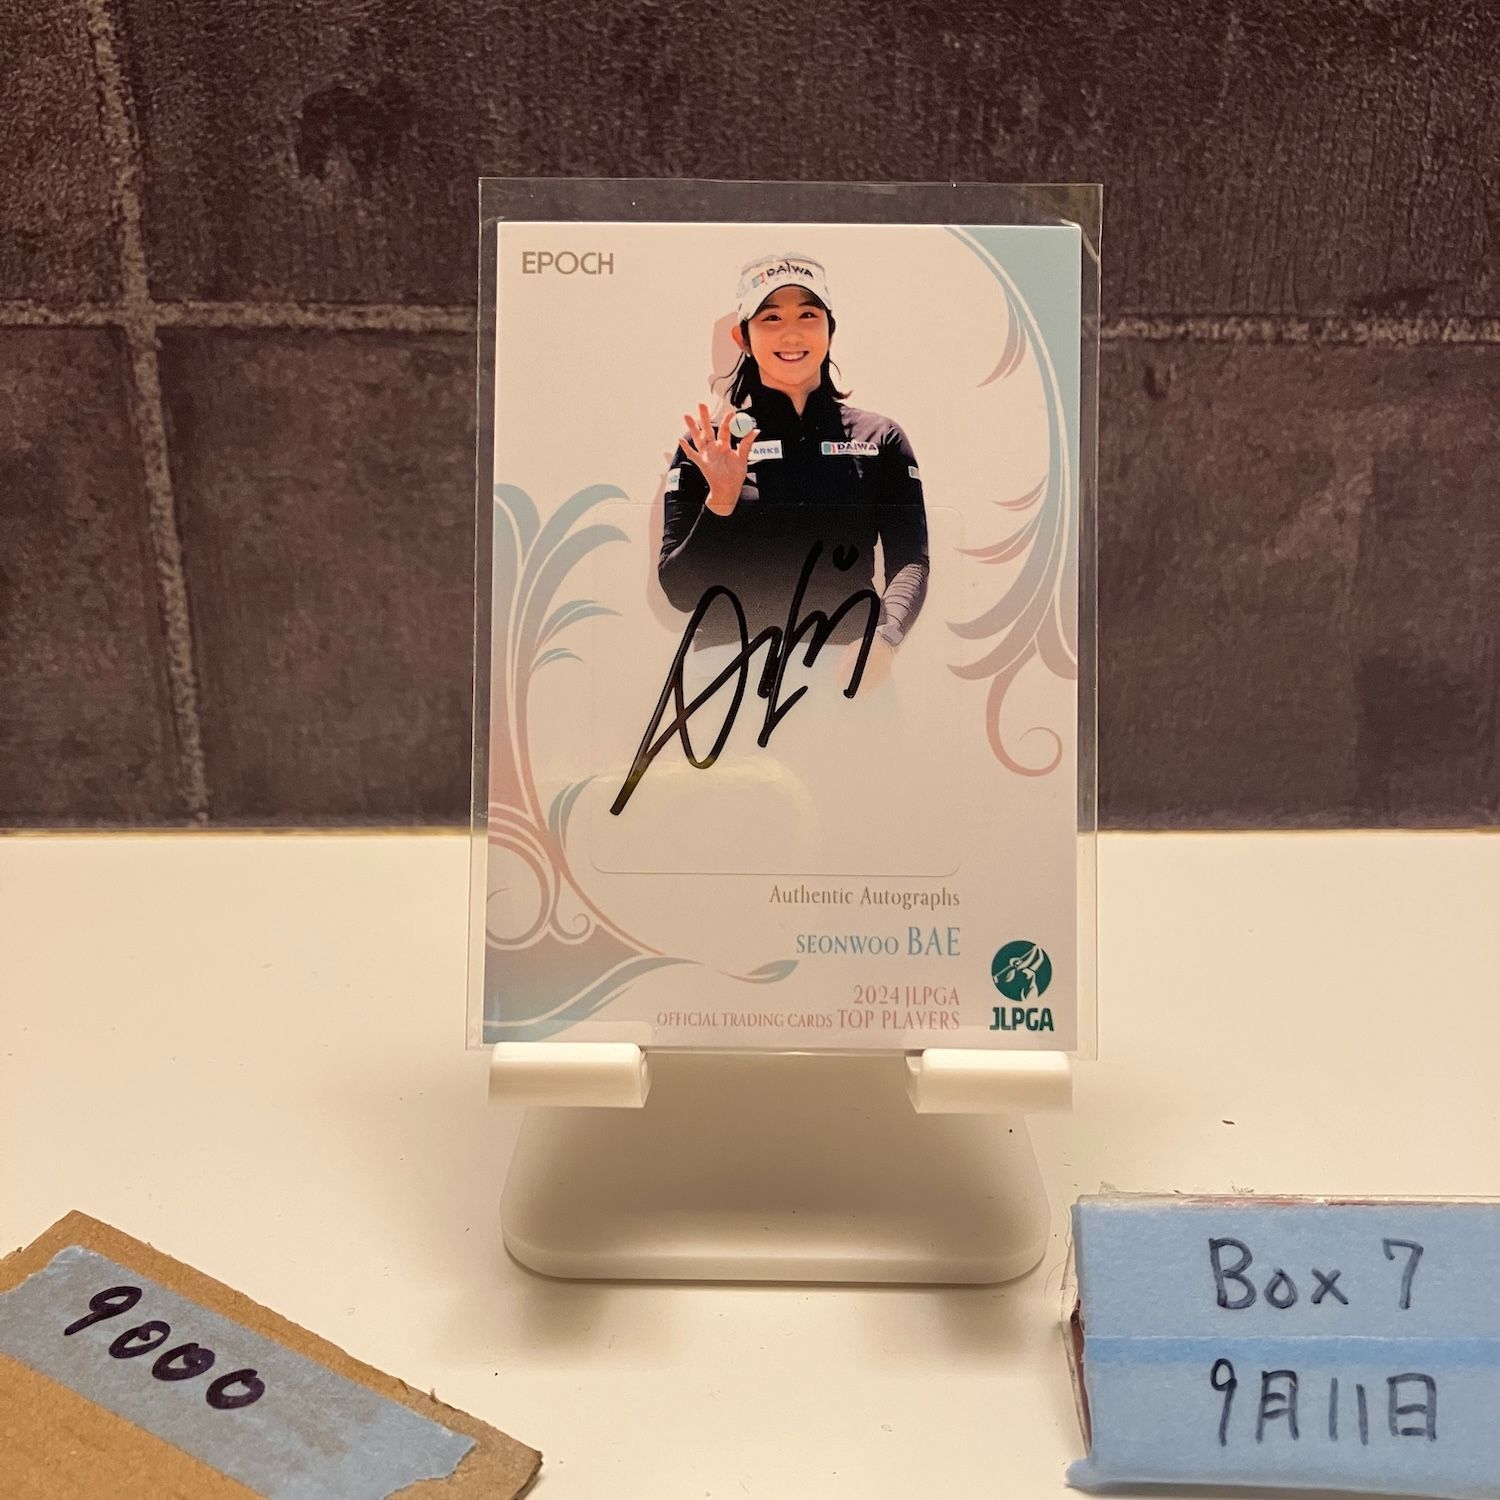 EPOCH
DAIWA
ARKS
DAIWA
Authentic Autographs
SEONWOO BAE
2024 JLPGA
OFFICIAL TRADING CARDS TOP PLAYERS
JLPGA
9000
Box 7
9月11日